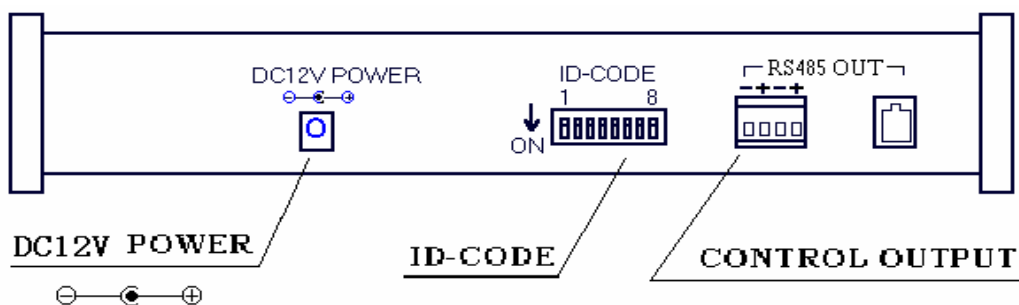 DC12V POWER
ID-CODE
1 8
ON
RS485 OUT
-+-+
DC12V POWER
ID-CODE
CONTROL OUTPUT